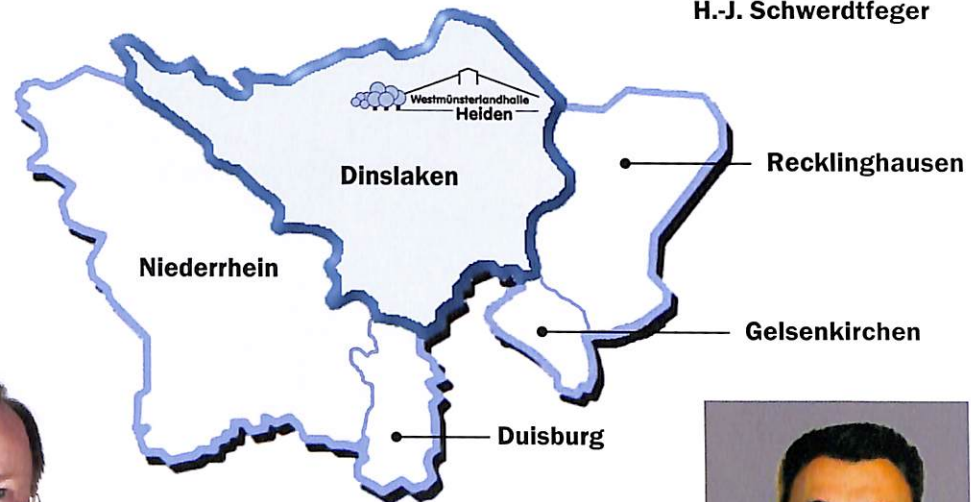 H.-J. Schwerdtfeger
Westmünsterlandhalle
Heiden
Dinslaken
Recklinghausen
Niederrhein
Gelsenkirchen
Duisburg